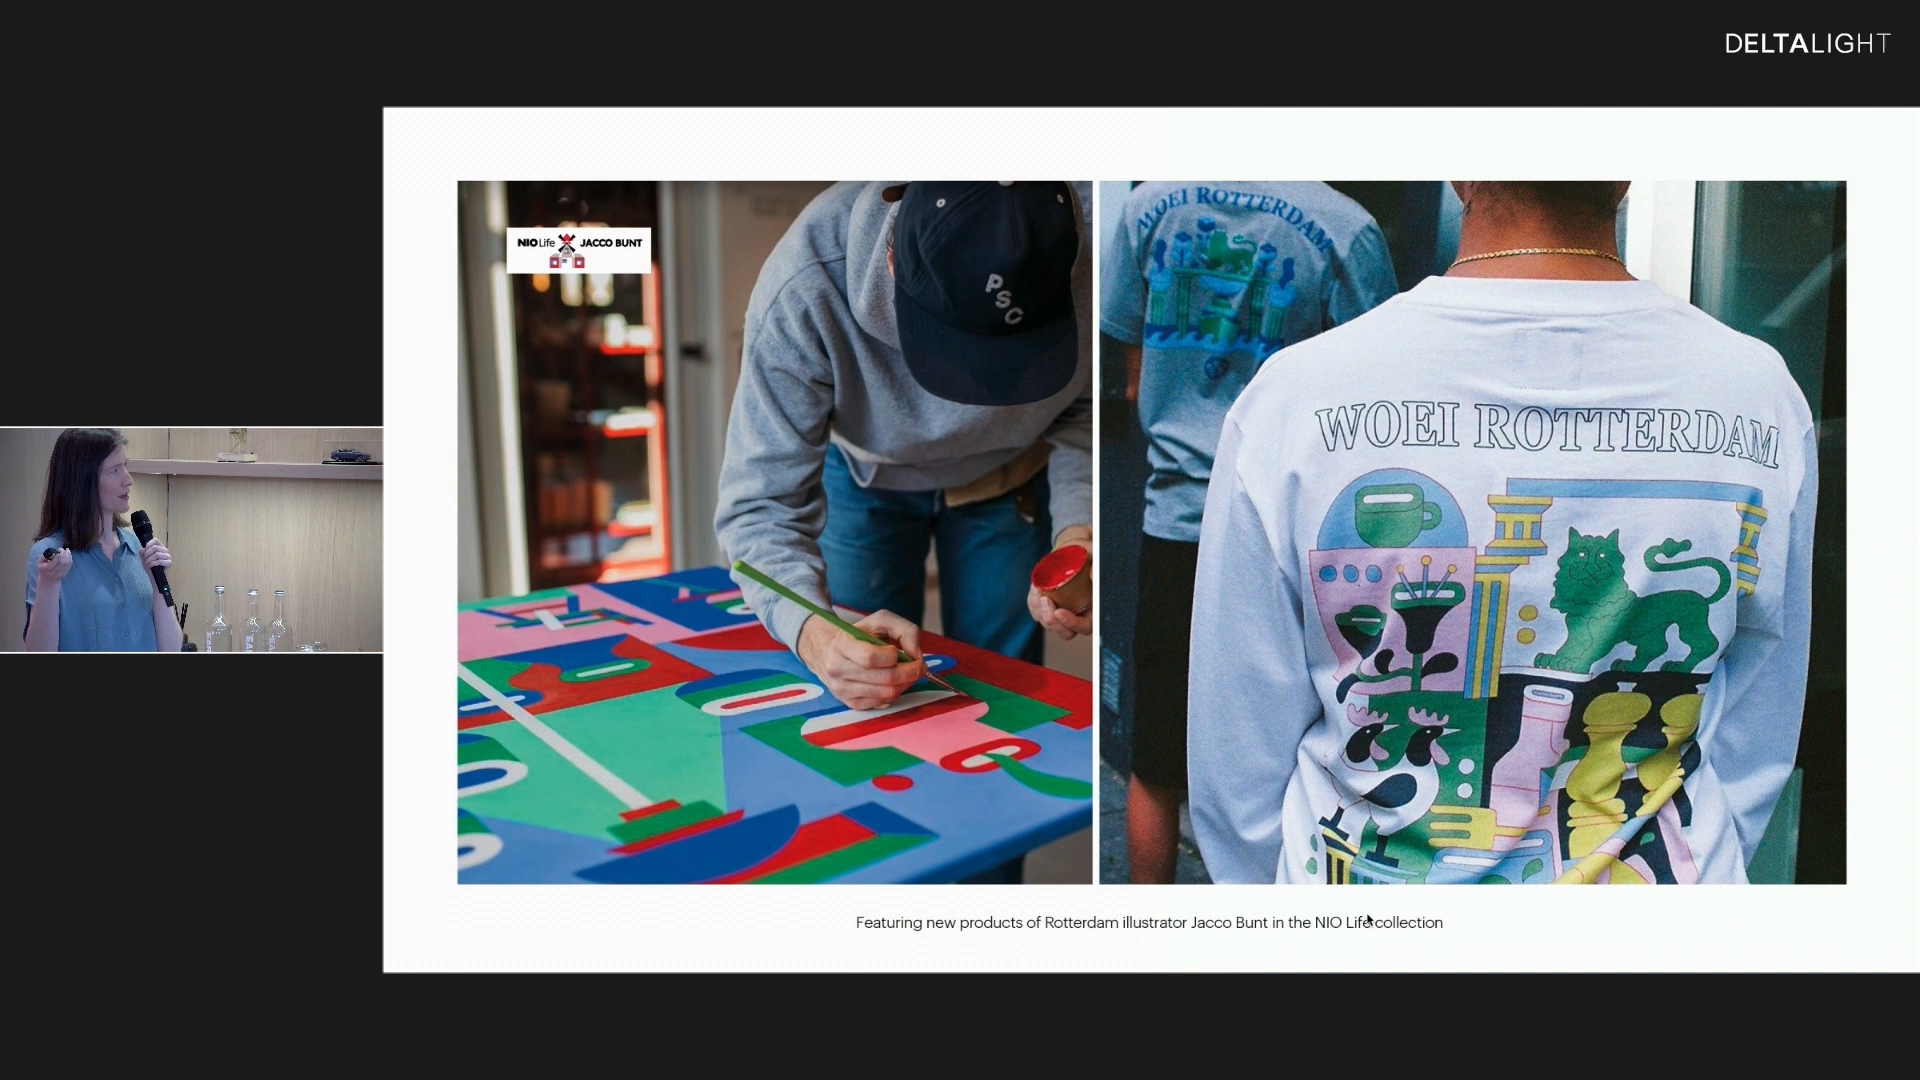 DELTALIGHT
NIO Life JACCO BUNT
PSC
WOEI ROTTERDAM
WOEI ROTTERDAM
Featuring new products of Rotterdam illustrator Jacco Bunt in the NIO Life collection